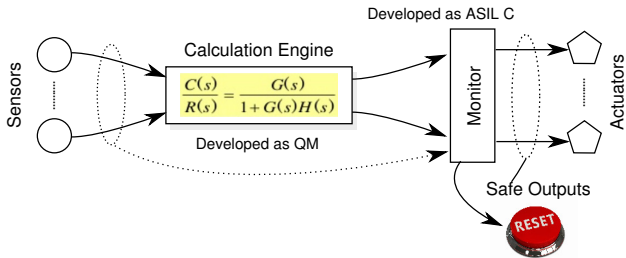 Developed as ASIL C
Calculation Engine
Sensors
C(s)/R(s) = G(s)/1+G(s)H(s)
Developed as QM
Monitor
Actuators
Safe Outputs
RESET